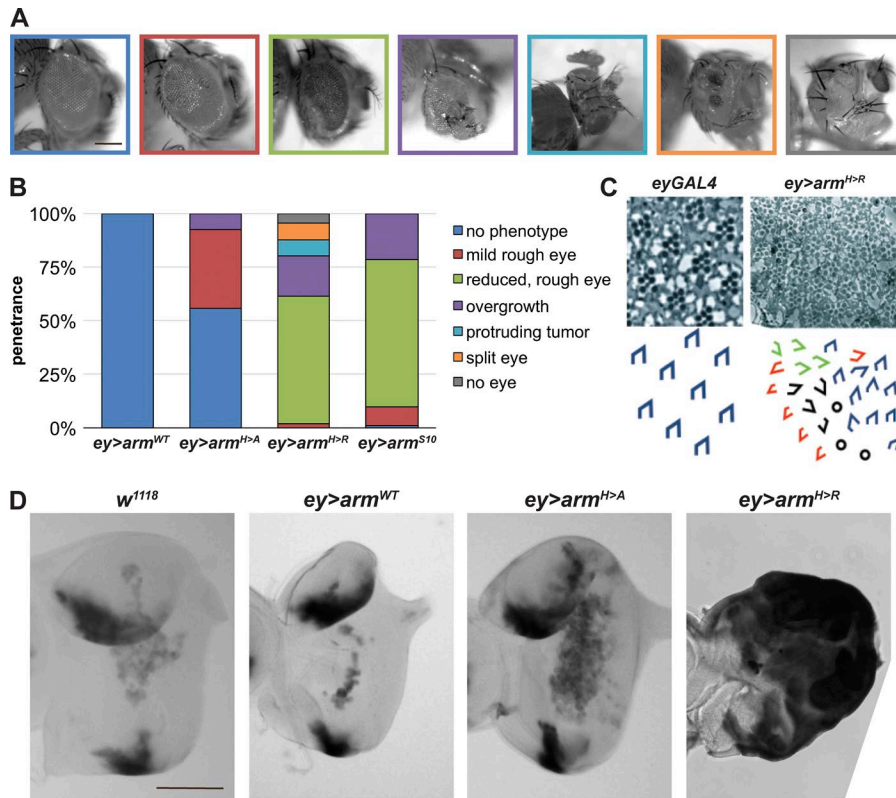 A
B
100%
75%
50%
25%
0%
penetrance
ey>arm^WT
ey>arm^H>A
ey>arm^H>R
ey>arm^S10
no phenotype
mild rough eye
reduced, rough eye
overgrowth
protruding tumor
split eye
no eye
C
eyGAL4
ey>arm^H>R
D
w^1118
ey>arm^WT
ey>arm^H>A
ey>arm^H>R